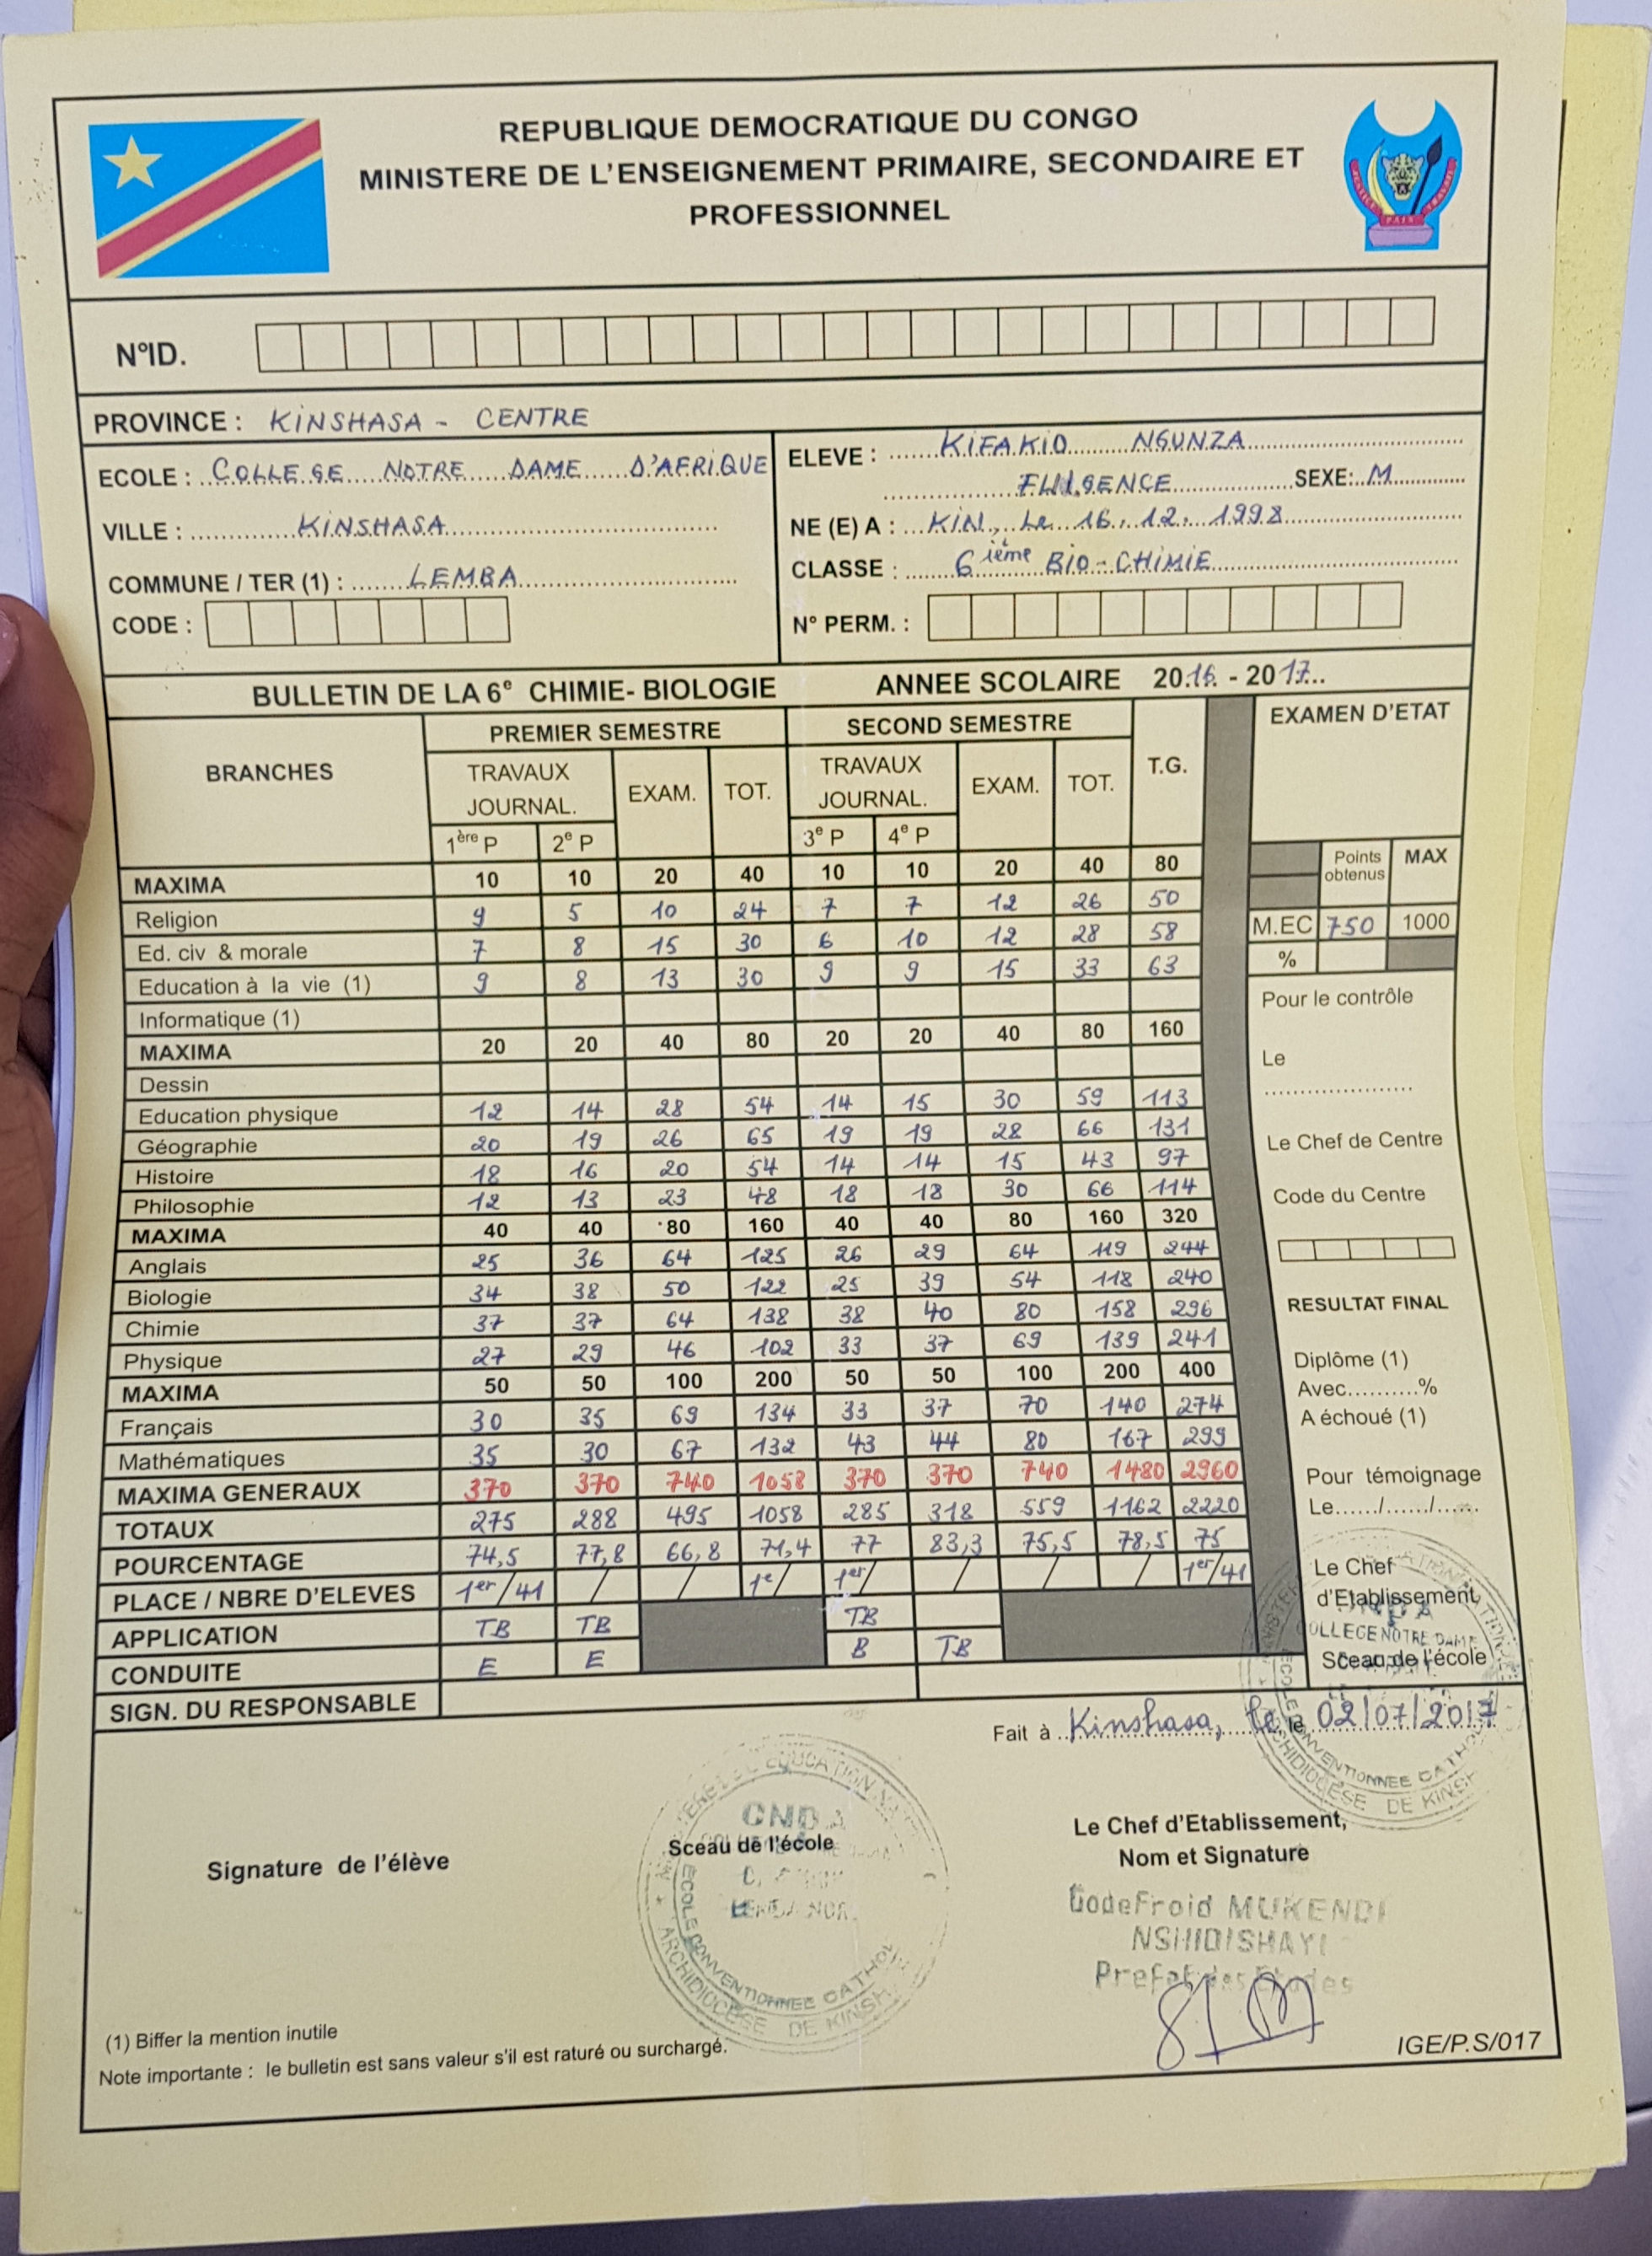 REPUBLIQUE DEMOCRATIQUE DU CONGO
MINISTERE DE L'ENSEIGNEMENT PRIMAIRE, SECONDAIRE ET
PROFESSIONNEL
JUSTICE PAIX TRAVAIL
N°ID.
PROVINCE : KINSHASA - CENTRE
ECOLE : COLLEGE NOTRE DAME D'AFRIQUE
VILLE : KINSHASA
COMMUNE / TER (1) : LEMBA
CODE :
ELEVE : KIFAKIO NGUNZA
FULGENCE SEXE: M
NE (E) A : KIN, Le 16.12.1998
CLASSE : 6ième BIO-CHIMIE
N° PERM. :
BULLETIN DE LA 6e CHIMIE- BIOLOGIE ANNEE SCOLAIRE 2016 - 2017
BRANCHES PREMIER SEMESTRE SECOND SEMESTRE T.G. EXAMEN D'ETAT
TRAVAUX JOURNAL. EXAM. TOT. TRAVAUX JOURNAL. EXAM. TOT.
1ère P 2e P 3e P 4e P
MAXIMA 10 10 20 40 10 10 20 40 80
Religion 9 5 10 24 7 7 12 26 50
Ed. civ & morale 7 8 15 30 6 10 12 28 58
Education à la vie (1) 9 8 13 30 9 9 15 33 63
Informatique (1)
MAXIMA 20 20 40 80 20 20 40 80 160
Dessin
Education physique 12 14 28 54 14 15 30 59 113
Géographie 20 19 26 65 19 19 28 66 131
Histoire 18 16 20 54 14 14 15 43 97
Philosophie 12 13 23 48 18 18 30 66 114
MAXIMA 40 40 80 160 40 40 80 160 320
Anglais 25 36 64 125 26 29 64 119 244
Biologie 34 38 50 122 25 39 54 118 240
Chimie 37 37 64 138 38 40 80 158 296
Physique 27 29 46 102 33 37 69 139 241
MAXIMA 50 50 100 200 50 50 100 200 400
Français 30 35 69 134 33 37 70 140 274
Mathématiques 35 30 67 132 43 44 80 167 299
MAXIMA GENERAUX 370 370 740 1058 370 370 740 1480 2960
TOTAUX 275 288 495 1058 285 318 559 1162 2220
POURCENTAGE 74,5 77,8 66,8 71,4 77 83,3 75,5 78,5 75
PLACE / NBRE D'ELEVES 1er/41 / / 1e/ 1er/ / / / 1er/41
APPLICATION TB TB TB
CONDUITE E E B TB
SIGN. DU RESPONSABLE
Points obtenus MAX
M.EC 750 1000
%
Pour le contrôle
Le
Le Chef de Centre
Code du Centre
RESULTAT FINAL
Diplôme (1)
Avec..........%
A échoué (1)
Pour témoignage
Le....../....../......
Le Chef
d'Etablissement
COLLEGE NOTRE DAME
Sceau de l'école
CONVENTIONNEE CATHO
ARCHIDIOCESE DE KINSH
Fait à Kinshasa, le, le 02/07/2017
Signature de l'élève
CNDA
Sceau de l'école
ECOLE CONVENTIONNEE CATHOL
ARCHIDIOCESE DE KINSH
Le Chef d'Etablissement,
Nom et Signature
GodeFroid MUKENDI
NSHIDISHAYI
Prefet des Etudes
(1) Biffer la mention inutile
Note importante : le bulletin est sans valeur s'il est raturé ou surchargé.
IGE/P.S/017